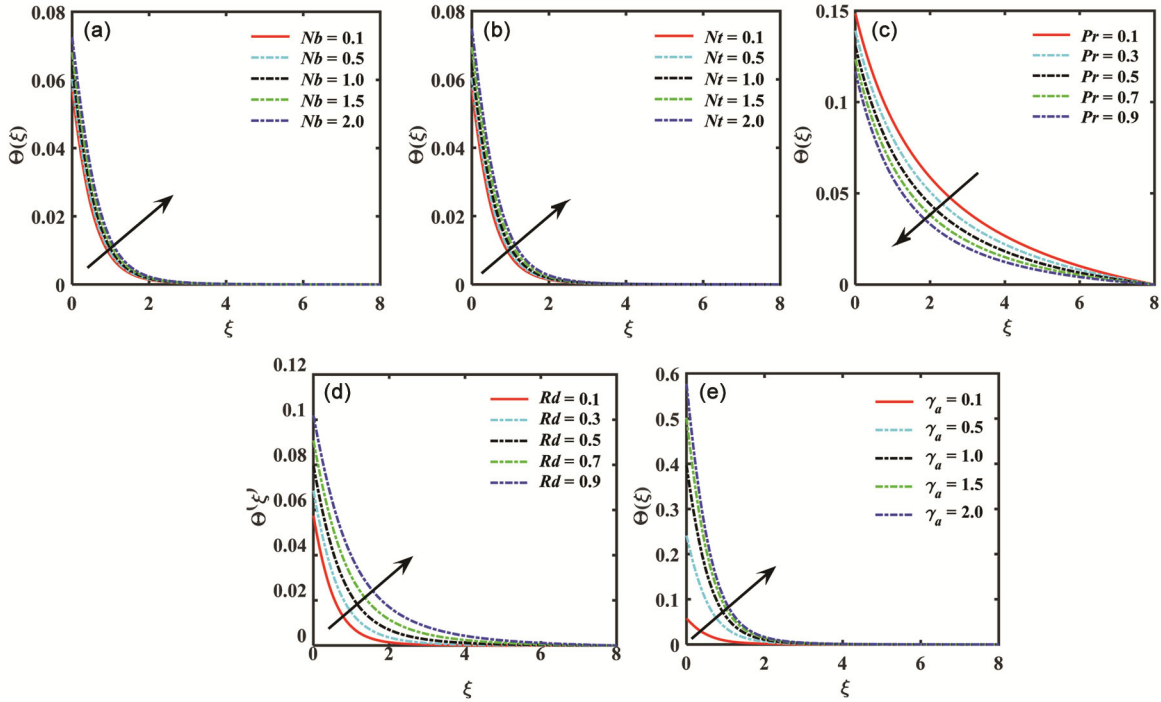 (a)
Nb = 0.1
Nb = 0.5
Nb = 1.0
Nb = 1.5
Nb = 2.0
0.08
0.06
0.04
0.02
0
Θ(ξ)
0 2 4 6 8
ξ
(b)
Nt = 0.1
Nt = 0.5
Nt = 1.0
Nt = 1.5
Nt = 2.0
0.08
0.06
0.04
0.02
0
Θ(ξ)
0 2 4 6 8
ξ
(c)
Pr = 0.1
Pr = 0.3
Pr = 0.5
Pr = 0.7
Pr = 0.9
0.15
0.10
0.05
0
Θ(ξ)
0 2 4 6 8
ξ
(d)
Rd = 0.1
Rd = 0.3
Rd = 0.5
Rd = 0.7
Rd = 0.9
0.12
0.1
0.08
0.06
0.04
0.02
0
Θ(ξ)
0 2 4 6 8
ξ
(e)
γa = 0.1
γa = 0.5
γa = 1.0
γa = 1.5
γa = 2.0
0.6
0.5
0.4
0.3
0.2
0.1
0
Θ(ξ)
0 2 4 6 8
ξ